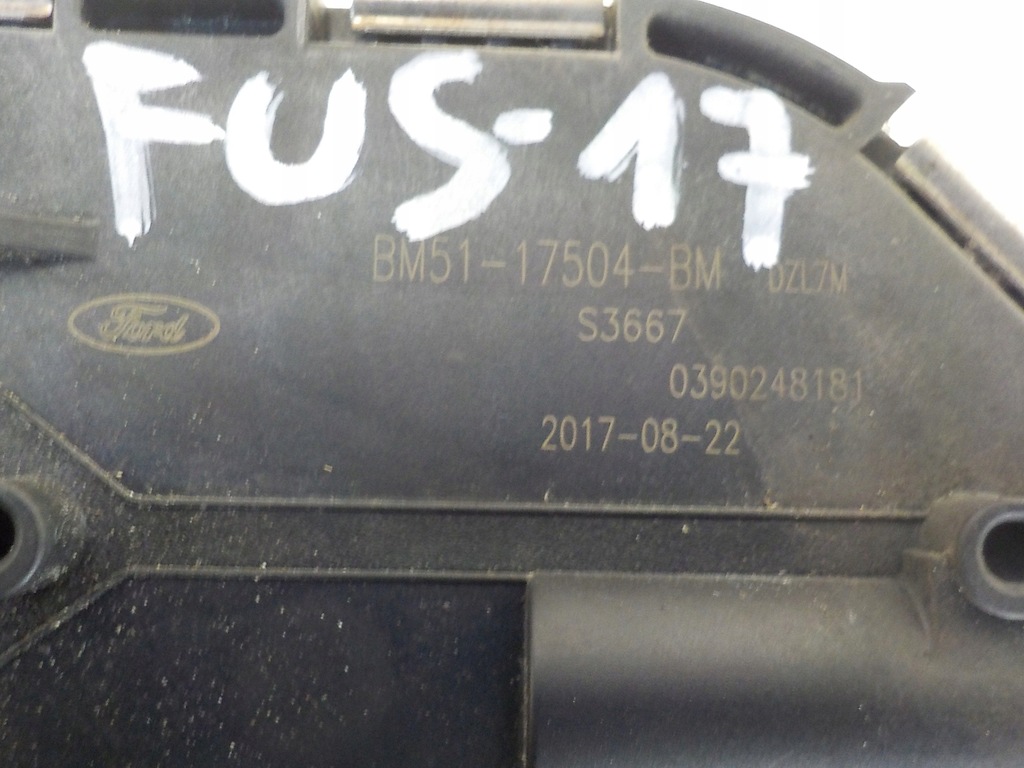 FUS-17
BM51-17504-BM DZL7M
Ford
S3667
0390248181
2017-08-22